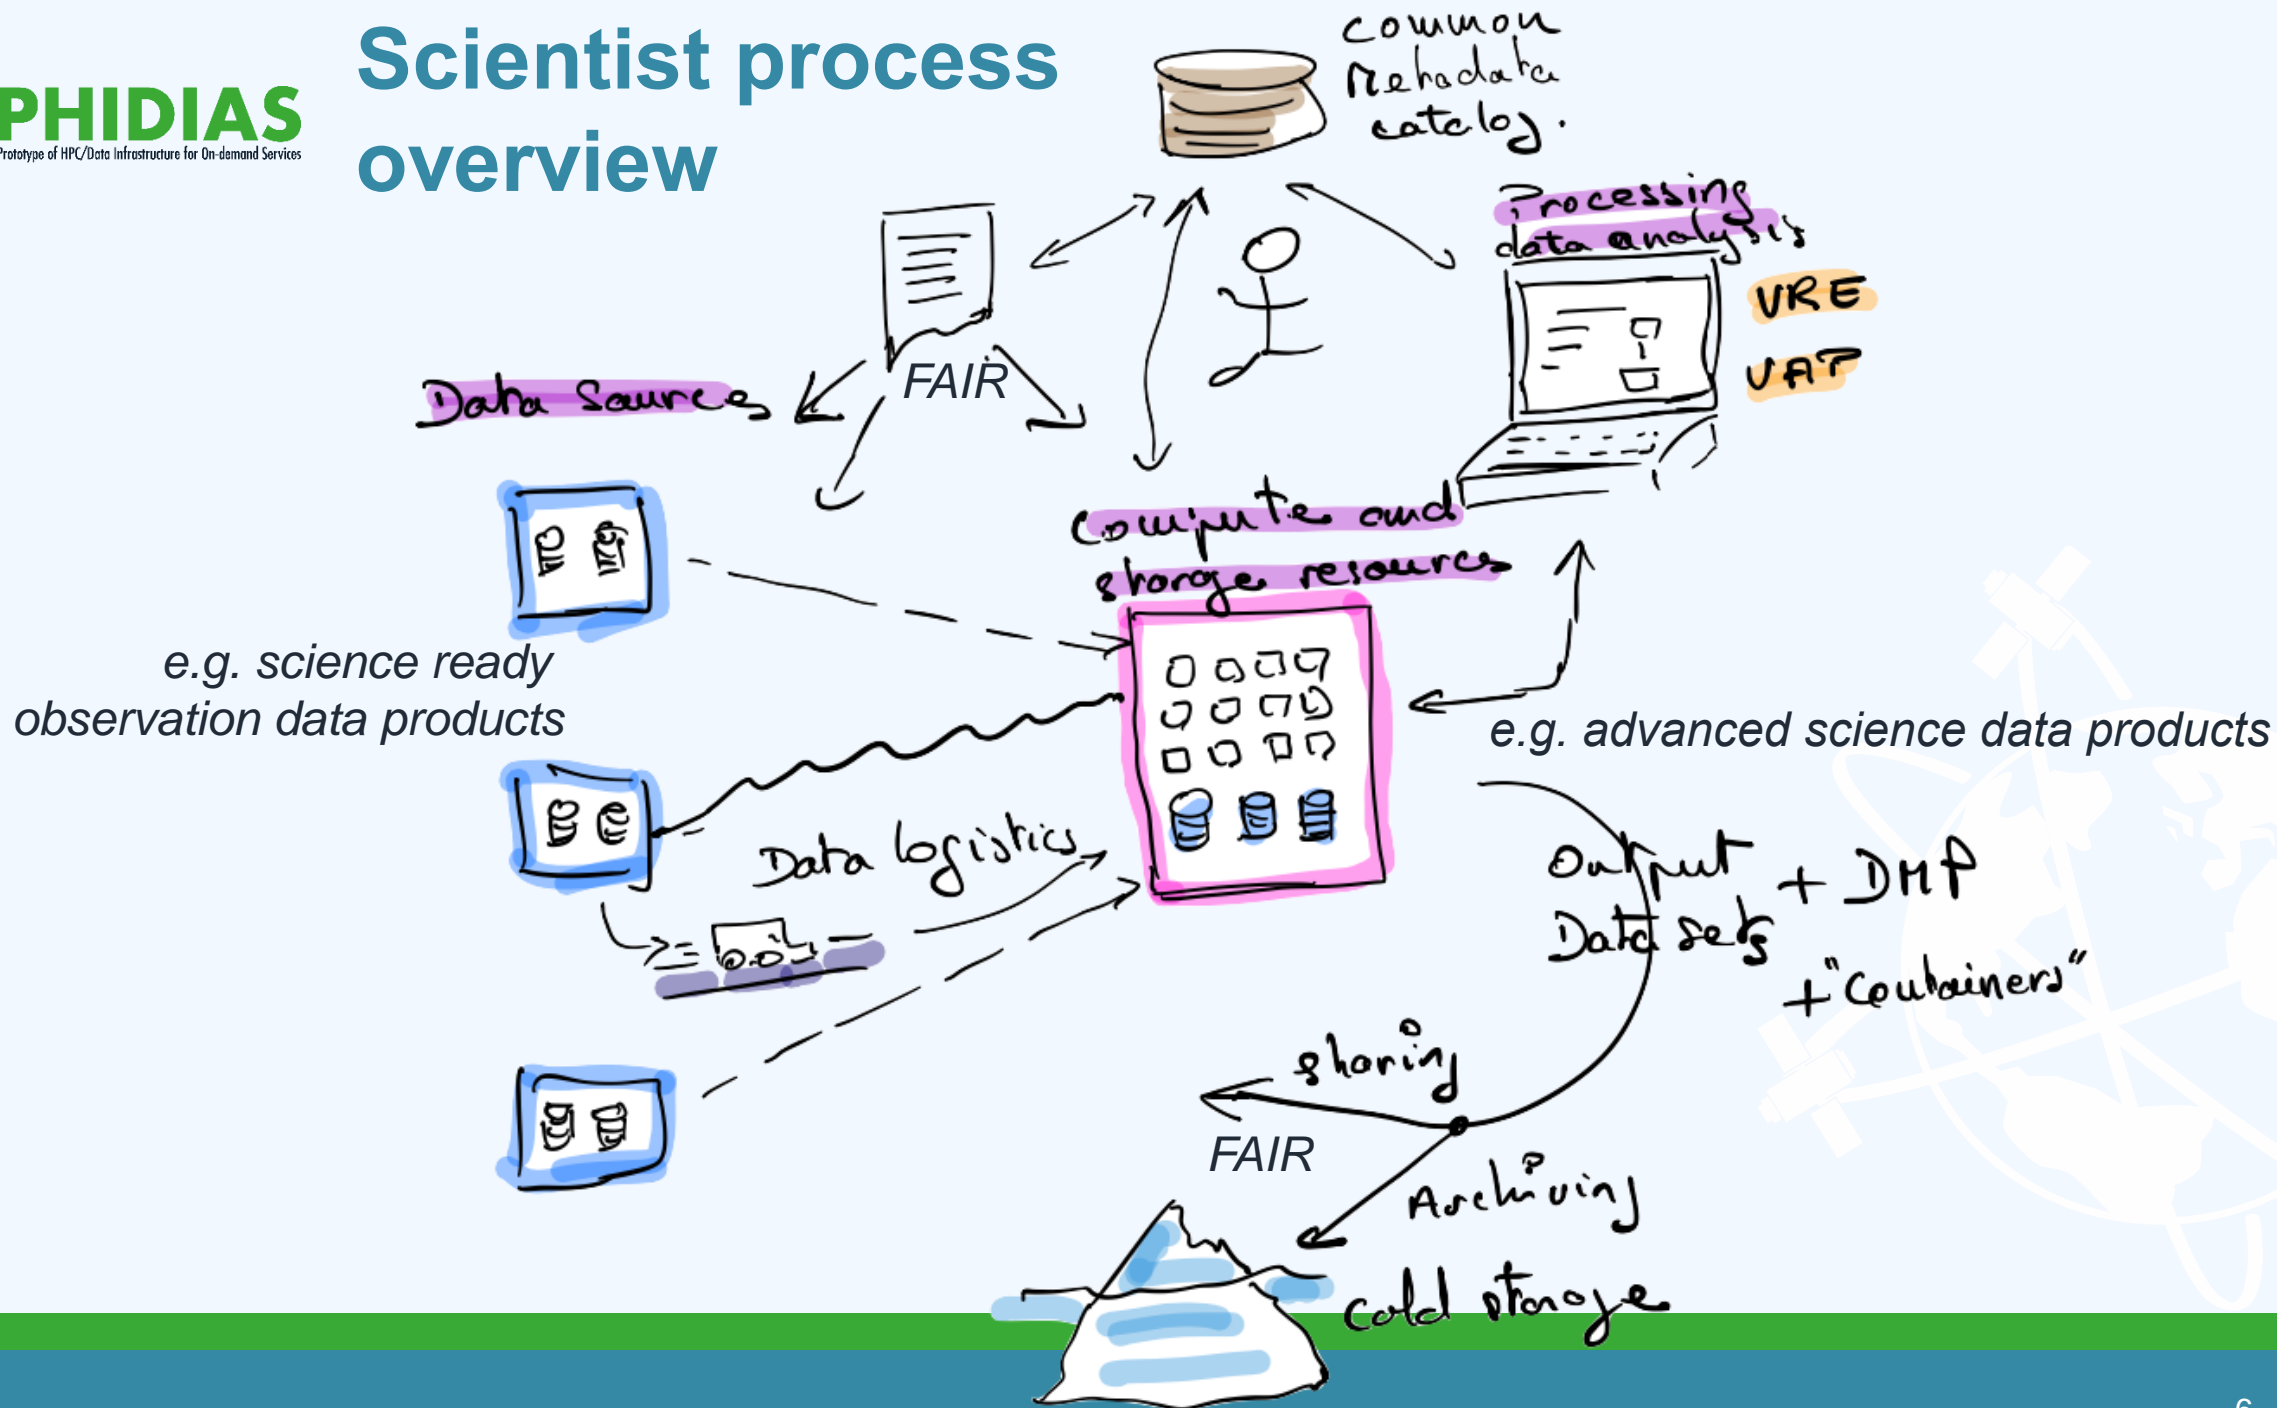 Scientist process
overview
PHIDIAS
Prototype of HPC/Data Infrastructure for On-demand Services
common
Metadata
catalog.
Processing
data analysis
VRE
VAP
FAIR
Data Sources
Compute and
storage resources
e.g. science ready
observation data products
e.g. advanced science data products
Data logistics
Output
Data sets
+ DMP
+ "Containers"
sharing
FAIR
Archiving
cold storage
6